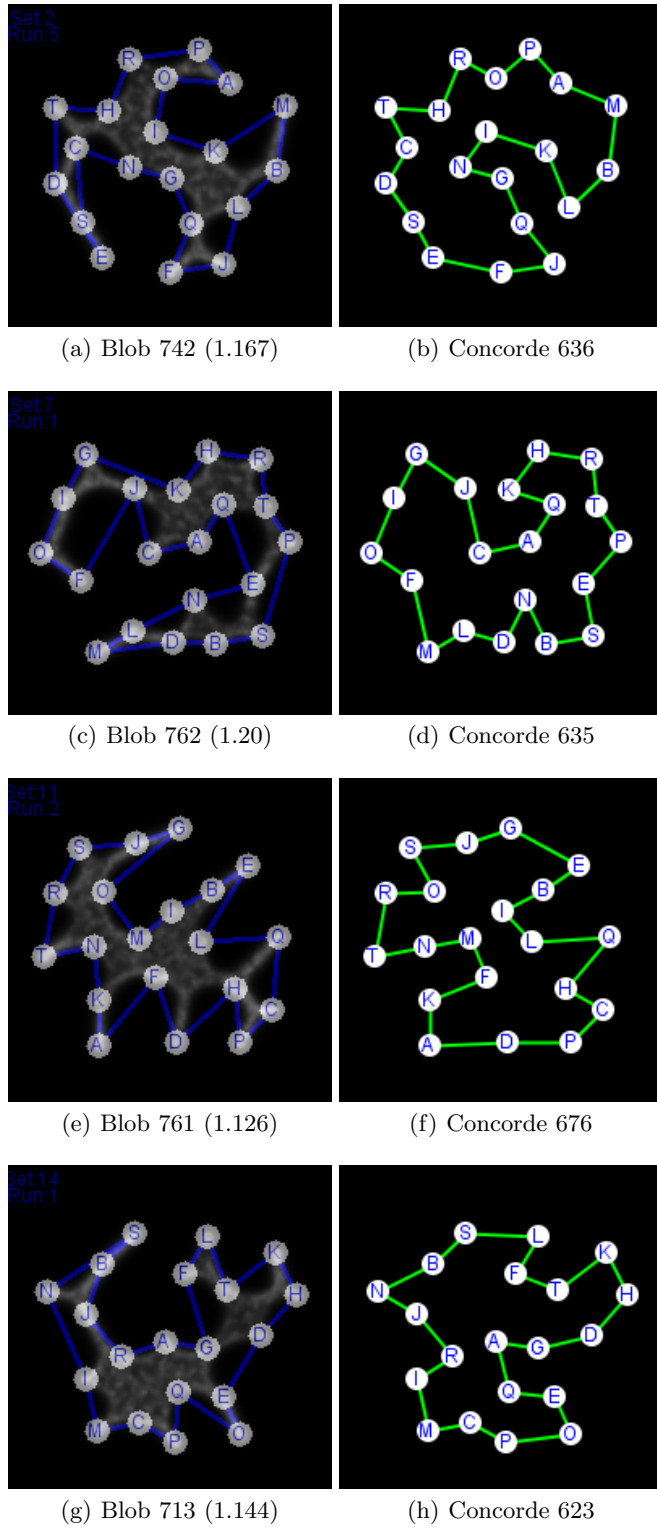 Set:2
Run:5
P
R
O
A
T
H
M
I
C
K
N
G
B
D
L
S
Q
E
F
J
P
R
O
A
T
H
M
I
C
K
N
G
B
D
L
S
Q
E
F
J
(a) Blob 742 (1.167)
(b) Concorde 636
Set:7
Run:1
G
H
R
J
K
I
Q
T
O
C
A
P
F
E
N
L
M
D
B
S
G
H
R
J
K
I
Q
T
O
C
A
P
F
E
N
L
M
D
B
S
(c) Blob 762 (1.20)
(d) Concorde 635
Set:11
Run:2
G
S
J
E
R
O
B
I
T
N
M
L
Q
F
K
H
C
A
D
P
G
S
J
E
R
O
B
I
T
N
M
L
Q
F
K
H
C
A
D
P
(e) Blob 761 (1.126)
(f) Concorde 676
Set:14
Run:1
S
L
B
K
F
N
T
H
J
R
A
G
D
I
Q
E
M
C
P
O
S
L
B
K
F
N
T
H
J
R
A
G
D
I
Q
E
M
C
P
O
(g) Blob 713 (1.144)
(h) Concorde 623